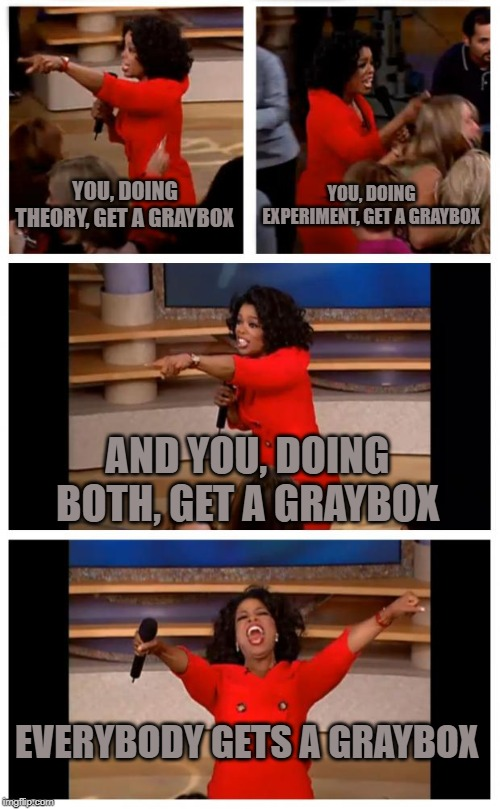 YOU, DOING
THEORY, GET A GRAYBOX
YOU, DOING
EXPERIMENT, GET A GRAYBOX
AND YOU, DOING
BOTH, GET A GRAYBOX
EVERYBODY GETS A GRAYBOX
imgflip.com